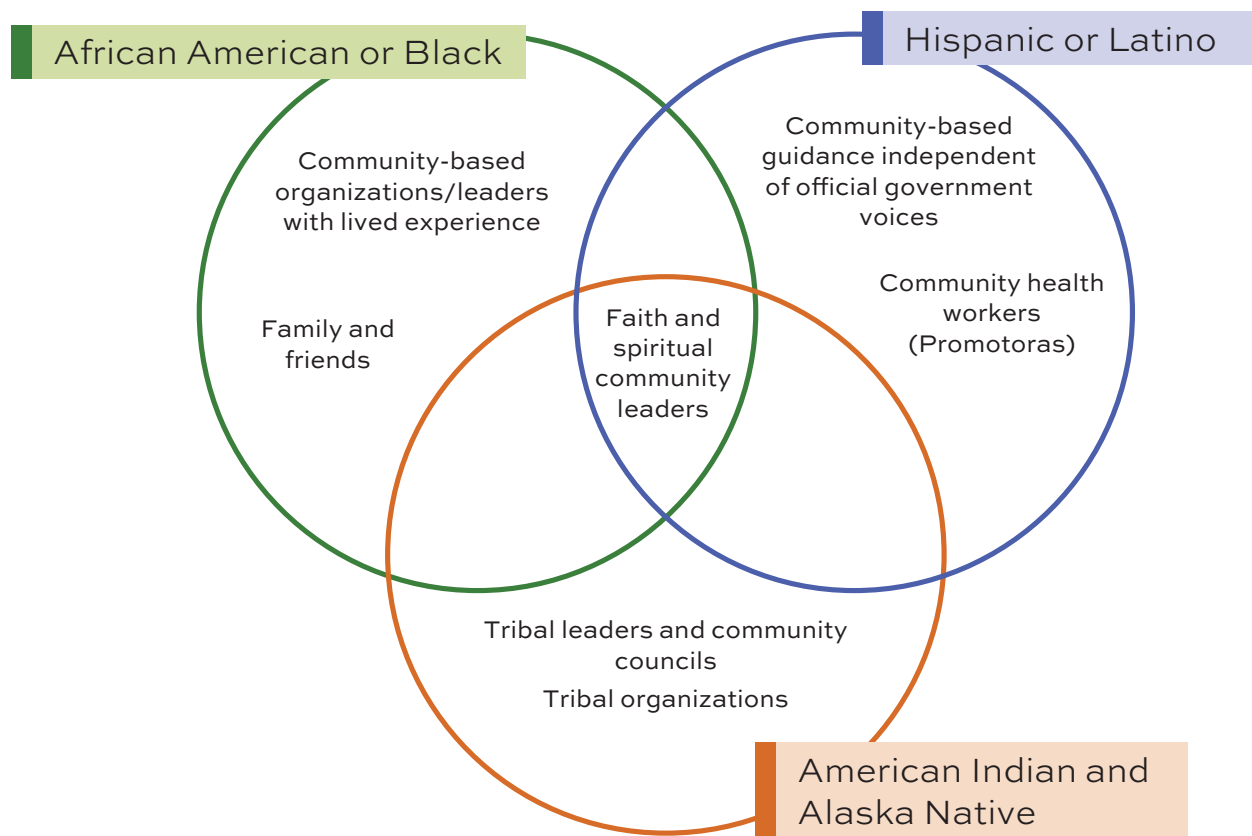 African American or Black
Hispanic or Latino
Community-based
organizations/leaders
with lived experience
Family and
friends
Community-based
guidance independent
of official government
voices
Community health
workers
(Promotoras)
Faith and
spiritual
community
leaders
Tribal leaders and community
councils
Tribal organizations
American Indian and
Alaska Native